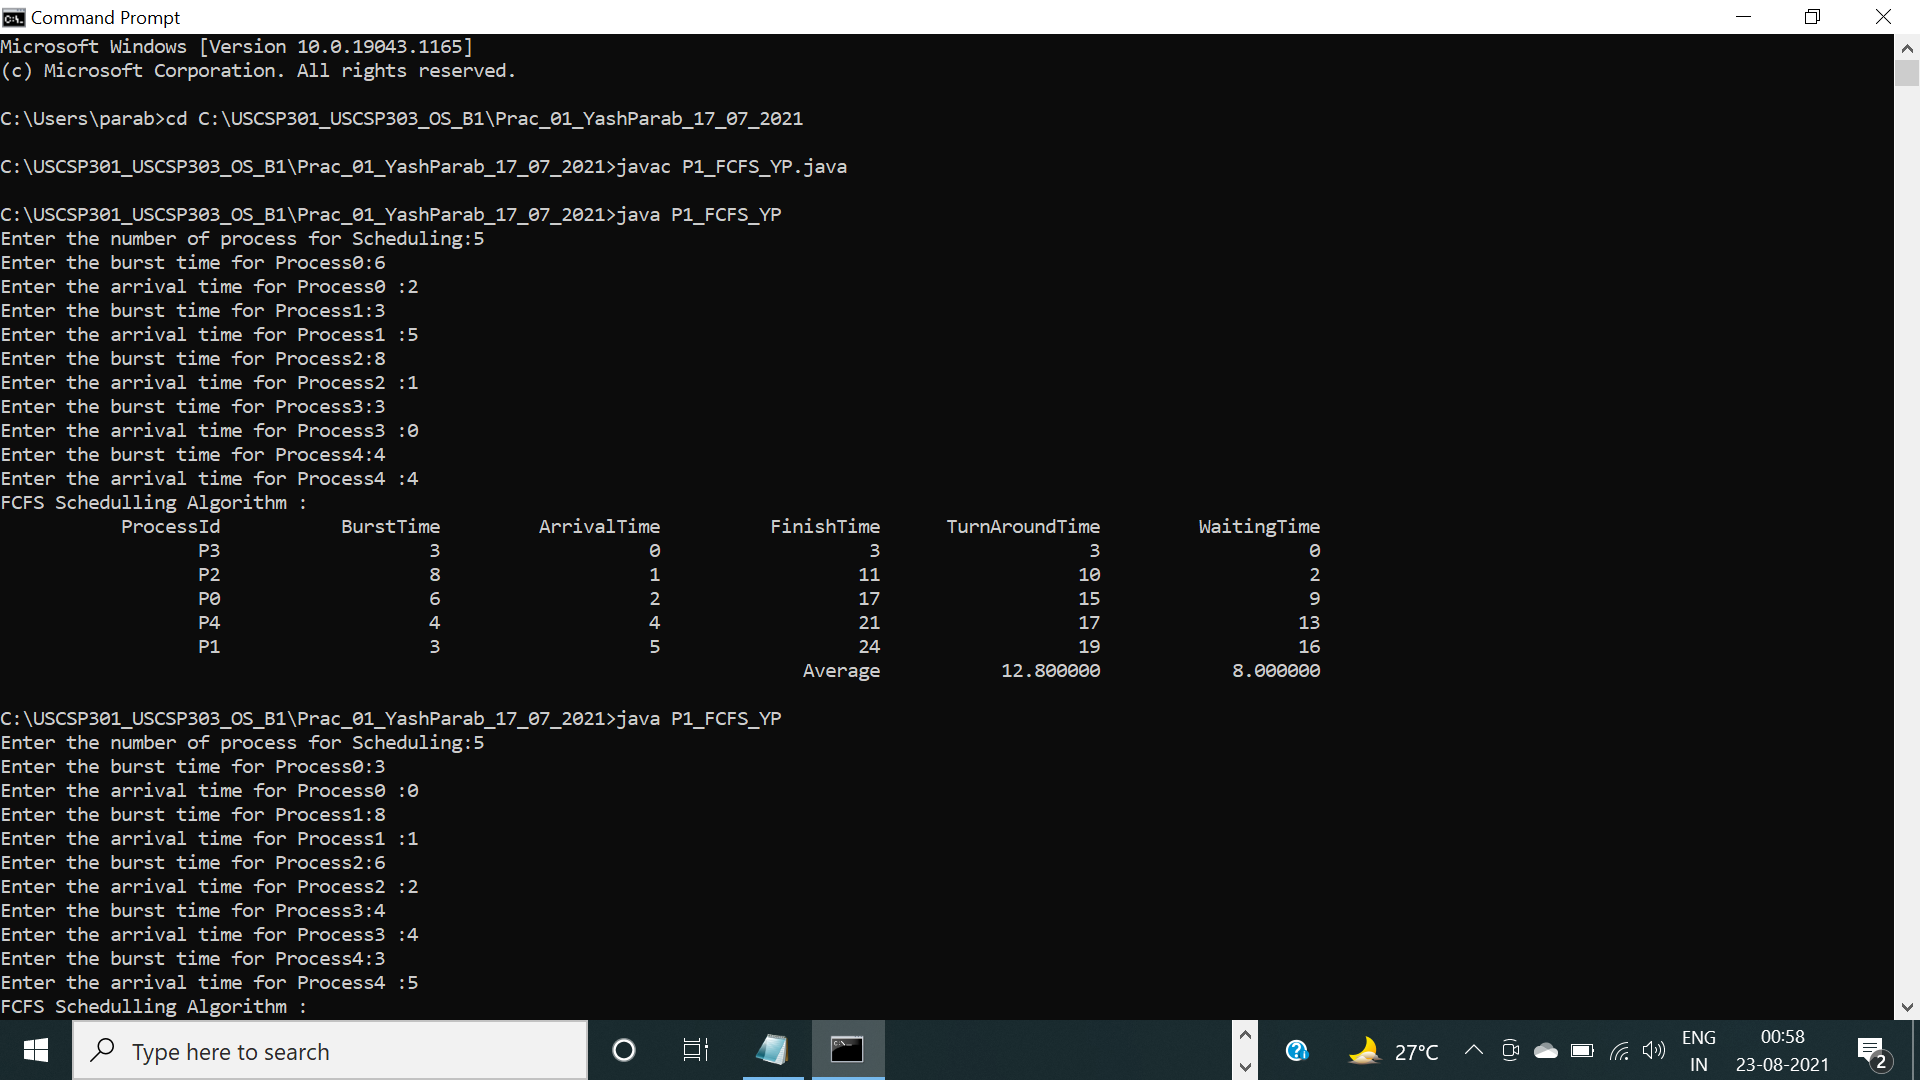 Command Prompt
Microsoft Windows [Version 10.0.19043.1165]
(c) Microsoft Corporation. All rights reserved.
C:\Users\parab>cd C:\USCSP301_USCSP303_OS_B1\Prac_01_YashParab_17_07_2021
C:\USCSP301_USCSP303_OS_B1\Prac_01_YashParab_17_07_2021>javac P1_FCFS_YP.java
C:\USCSP301_USCSP303_OS_B1\Prac_01_YashParab_17_07_2021>java P1_FCFS_YP
Enter the number of process for Scheduling:5
Enter the burst time for Process0:6
Enter the arrival time for Process0 :2
Enter the burst time for Process1:3
Enter the arrival time for Process1 :5
Enter the burst time for Process2:8
Enter the arrival time for Process2 :1
Enter the burst time for Process3:3
Enter the arrival time for Process3 :0
Enter the burst time for Process4:4
Enter the arrival time for Process4 :4
FCFS Schedulling Algorithm :
ProcessId BurstTime ArrivalTime FinishTime TurnAroundTime WaitingTime
P3 3 0 3 3 0
P2 8 1 11 10 2
P0 6 2 17 15 9
P4 4 4 21 17 13
P1 3 5 24 19 16
Average 12.800000 8.000000
C:\USCSP301_USCSP303_OS_B1\Prac_01_YashParab_17_07_2021>java P1_FCFS_YP
Enter the number of process for Scheduling:5
Enter the burst time for Process0:3
Enter the arrival time for Process0 :0
Enter the burst time for Process1:8
Enter the arrival time for Process1 :1
Enter the burst time for Process2:6
Enter the arrival time for Process2 :2
Enter the burst time for Process3:4
Enter the arrival time for Process3 :4
Enter the burst time for Process4:3
Enter the arrival time for Process4 :5
FCFS Schedulling Algorithm :
Type here to search
27°C
ENG
IN
00:58
23-08-2021
2